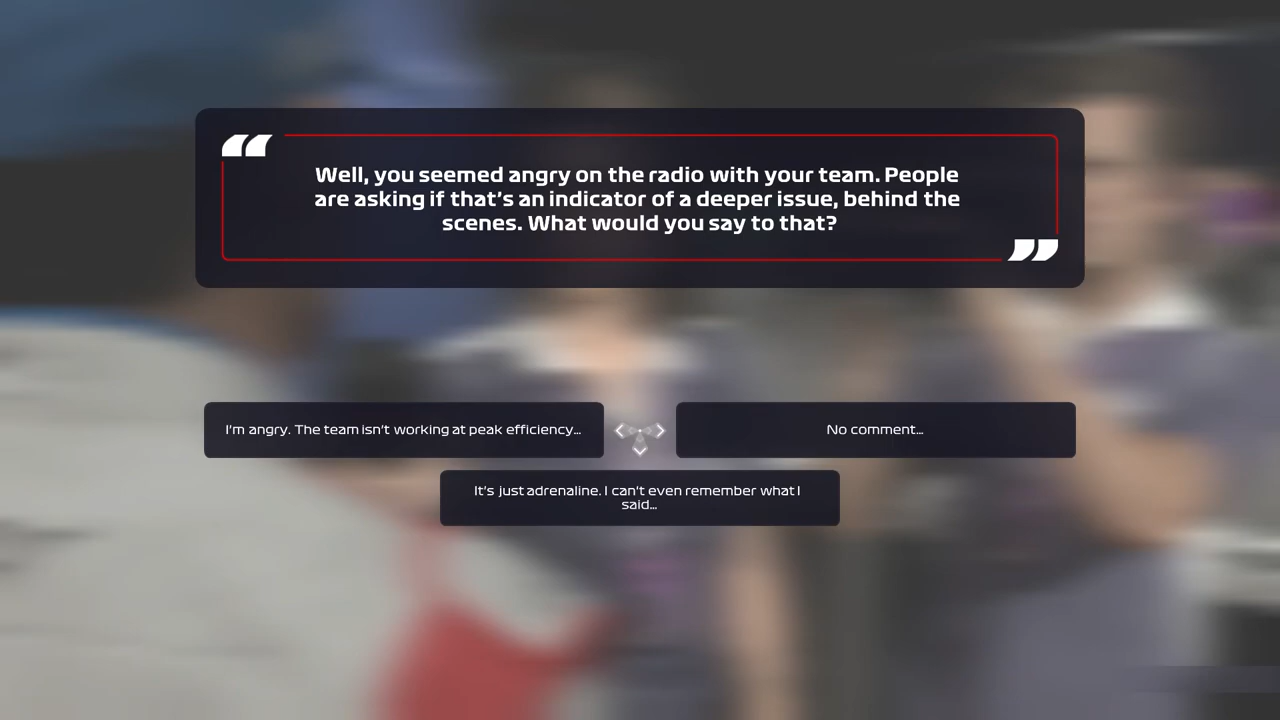 Well, you seemed angry on the radio with your team. People
are asking if that's an indicator of a deeper issue, behind the
scenes. What would you say to that?
I'm angry. The team isn't working at peak efficiency...
No comment...
It's just adrenaline. I can't even remember what I
said...